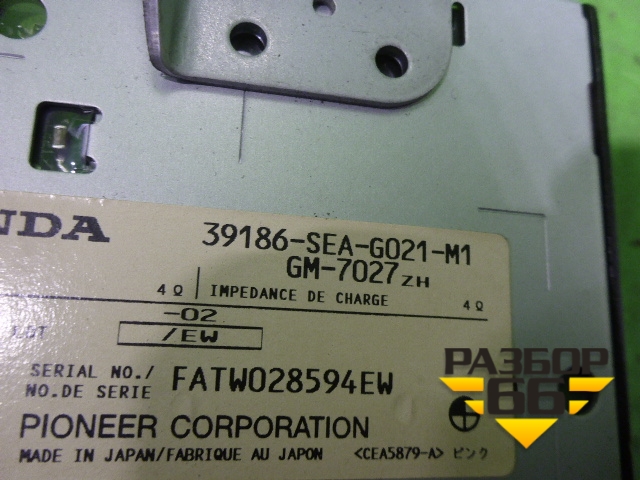 39186-SEA-G021-M1
GM-7027ZH
4Ω IMPEDANCE DE CHARGE 4Ω
-02
/EW
SERIAL NO./
NO.DE SERIE FATW028594EW
PIONEER CORPORATION
MADE IN JAPAN/FABRIQUE AU JAPON <CEA5879-A> ピンク
РАЗБОР
66